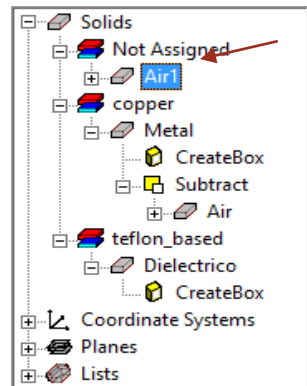 Solids
Not Assigned
Air1
copper
Metal
CreateBox
Subtract
Air
teflon_based
Dielectrico
CreateBox
Coordinate Systems
Planes
Lists